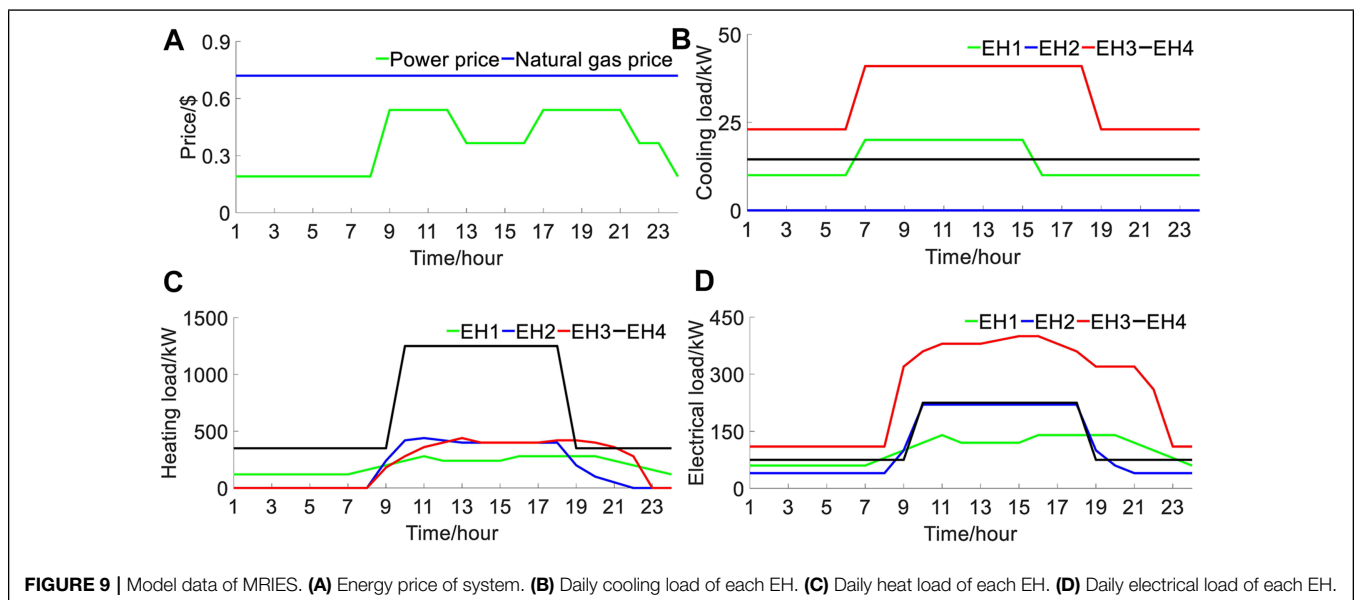 A
0.9
Power price Natural gas price
0.6
Price/$
0.3
0
1 3 5 7 9 11 13 15 17 19 21 23
Time/hour
B
50
EH1 EH2 EH3 EH4
Cooling load/kW
25
0
1 3 5 7 9 11 13 15 17 19 21 23
Time/hour
C
1500
EH1 EH2 EH3 EH4
Heating load/kW
1000
500
0
1 3 5 7 9 11 13 15 17 19 21 23
Time/hour
D
450
EH1 EH2 EH3 EH4
Electrical load/kW
300
150
0
1 3 5 7 9 11 13 15 17 19 21 23
Time/hour
FIGURE 9 | Model data of MRIES. (A) Energy price of system. (B) Daily cooling load of each EH. (C) Daily heat load of each EH. (D) Daily electrical load of each EH.